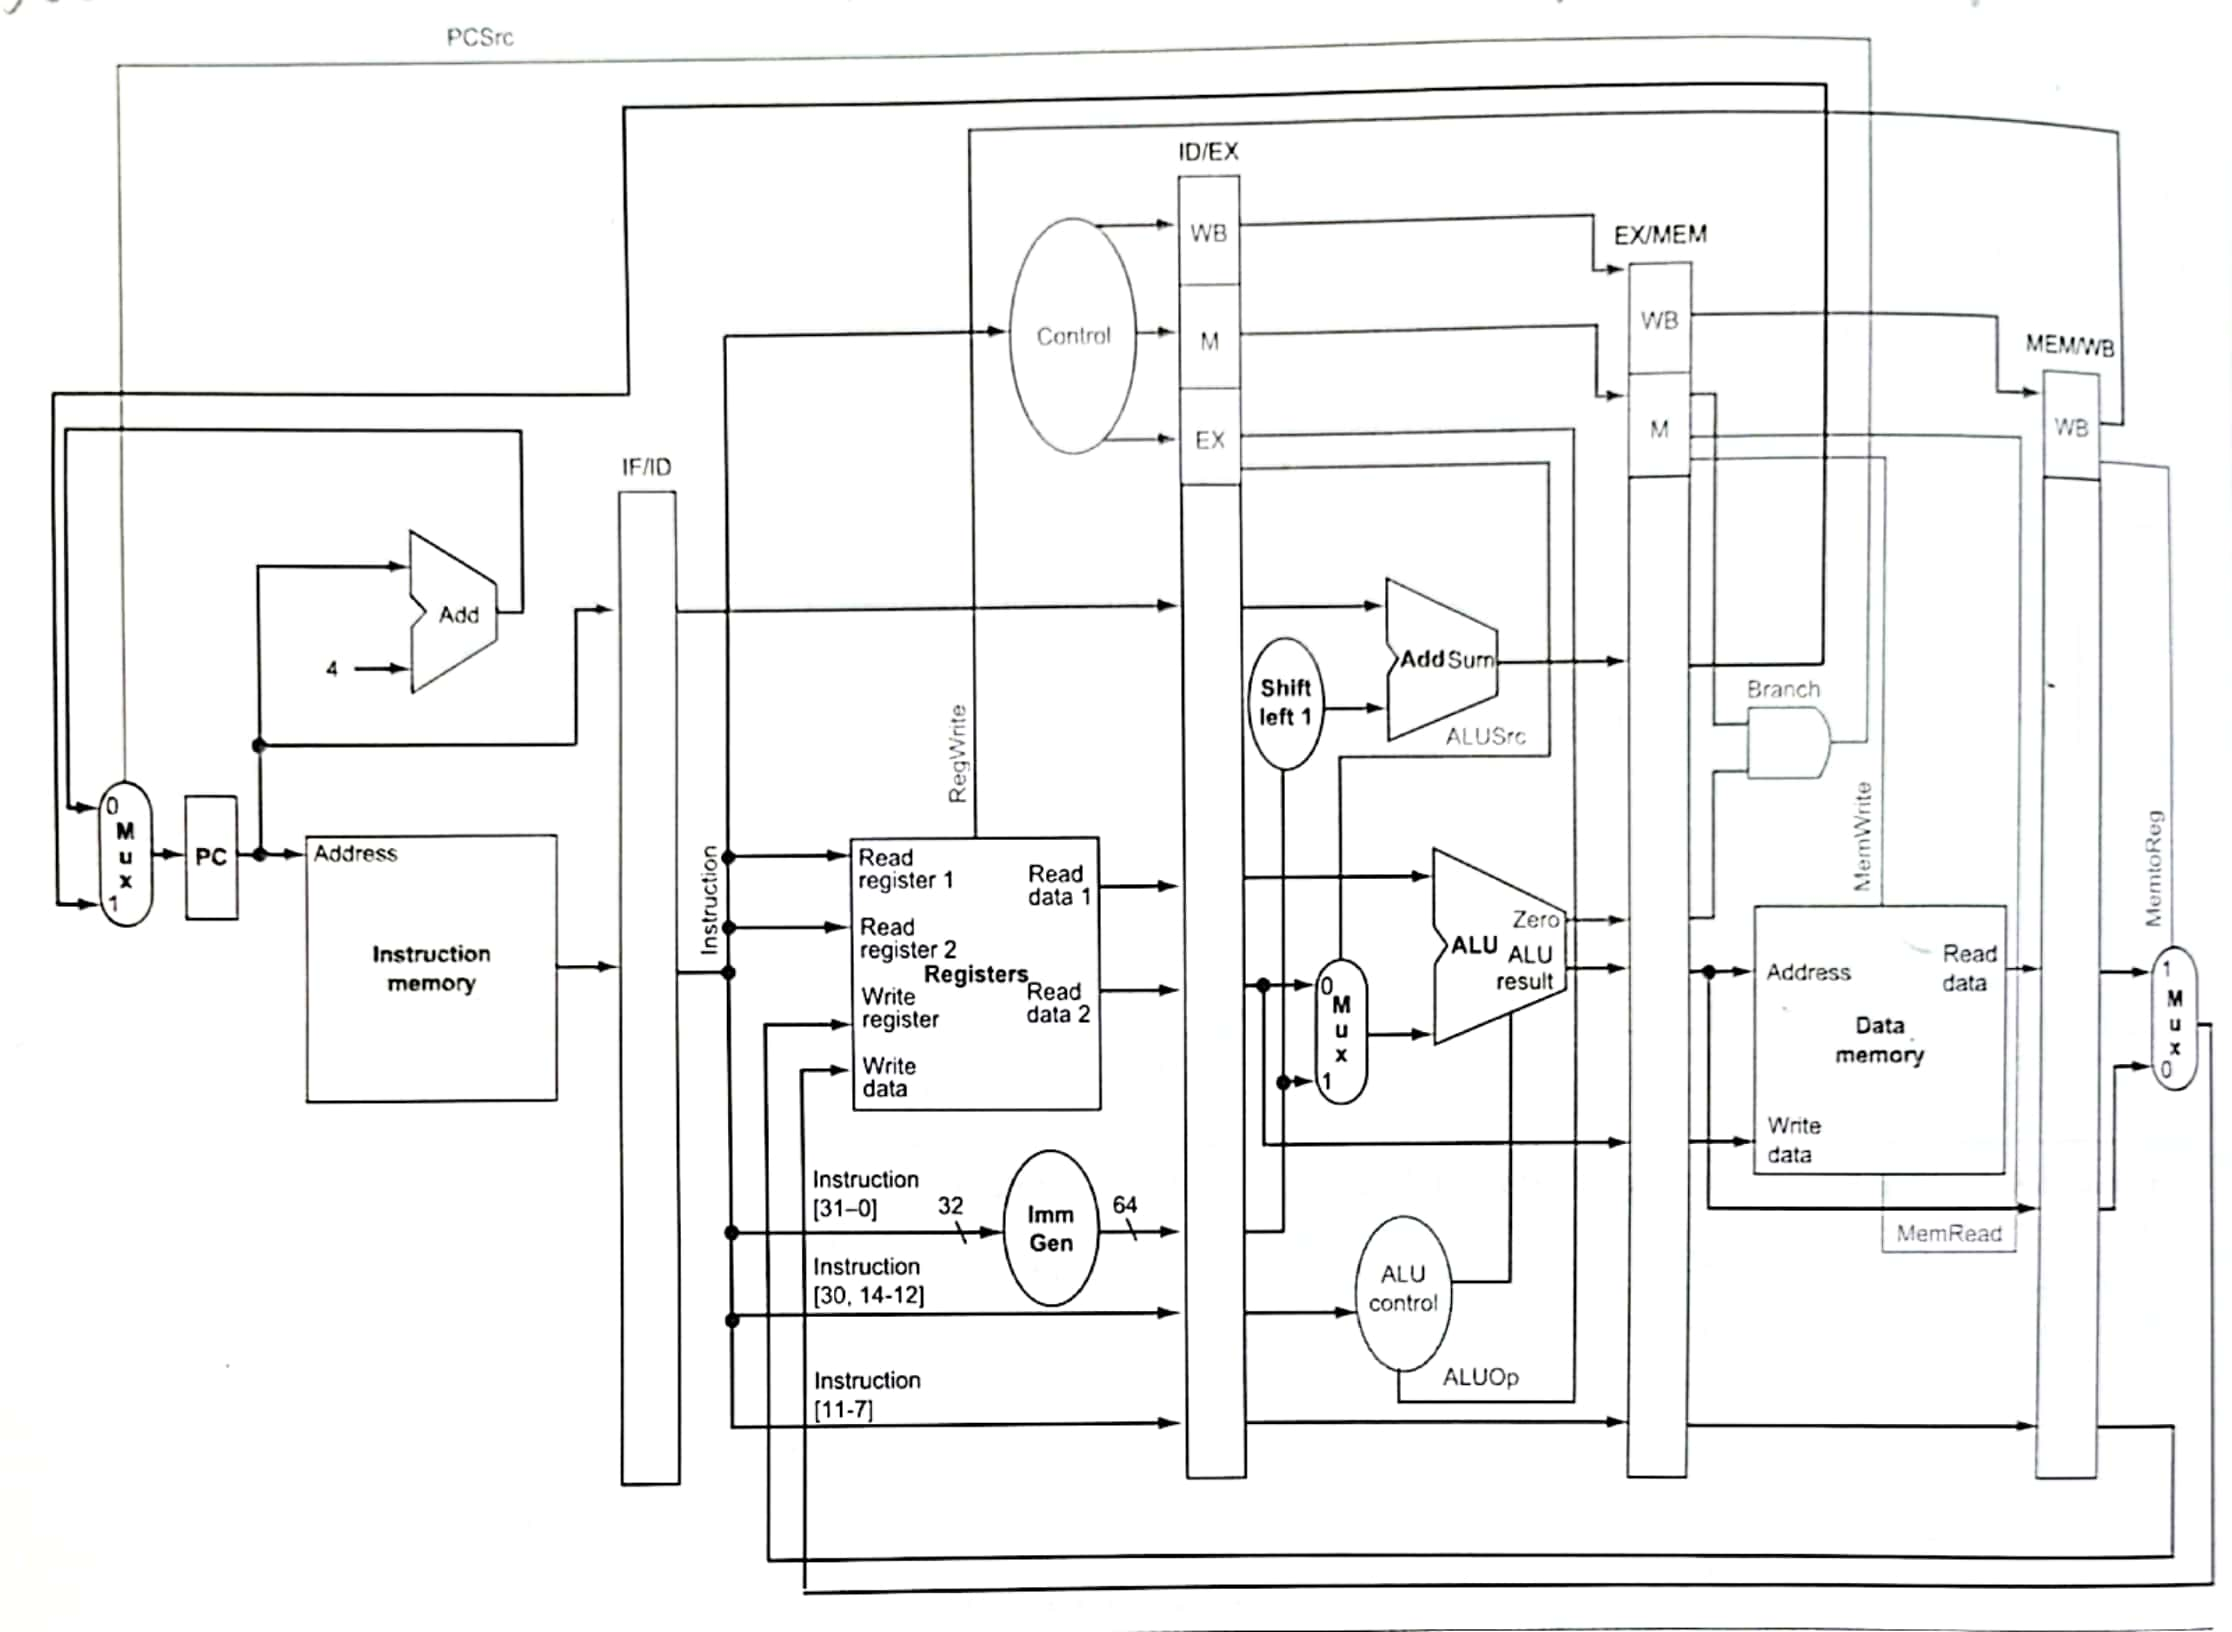 PCSrc
ID/EX
WB
M
EX
Control
EX/MEM
WB
M
MEM/WB
WB
IF/ID
Add
4
Add Sum
Shift
left 1
ALUSrc
Branch
RegWrite
MemWrite
MemtoReg
0
M
u
x
1
PC
Address
Instruction
memory
Instruction
Read
register 1
Read
register 2
Write
register
Write
data
Registers
Read
data 1
Read
data 2
0
M
u
x
1
Zero
ALU
ALU
result
Address
Read
data
Data
memory
Write
data
MemRead
1
M
u
x
0
Instruction
[31–0]
32
Imm
Gen
64
Instruction
[30, 14-12]
ALU
control
ALUOp
Instruction
[11-7]